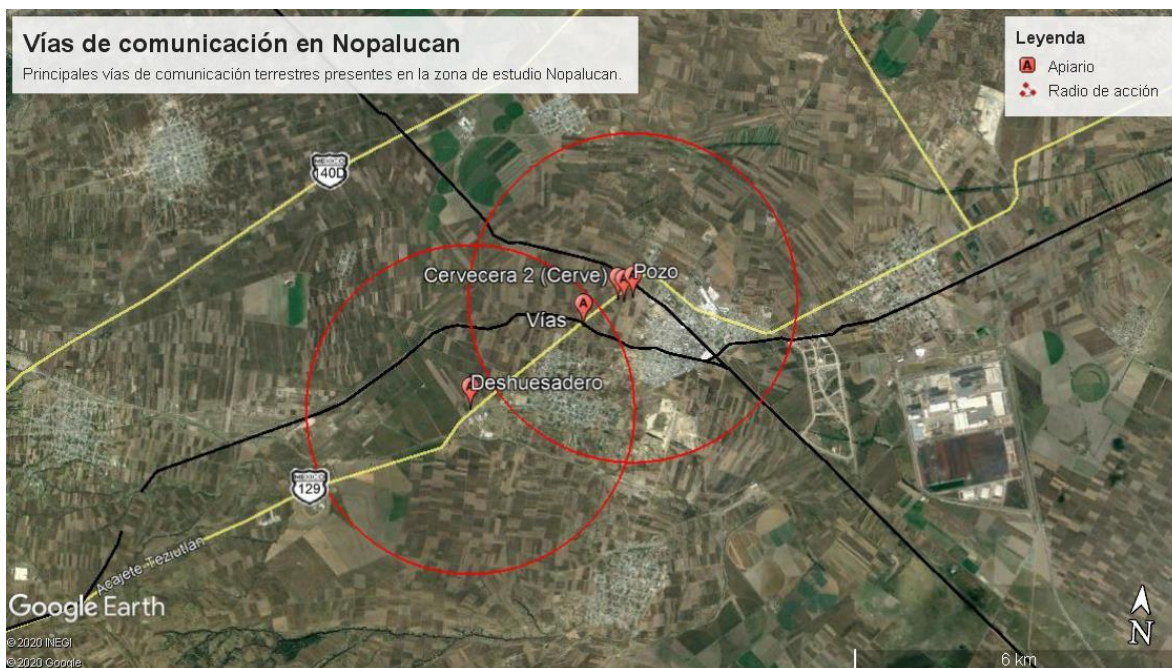 Vías de comunicación en Nopalucan
Principales vías de comunicación terrestres presentes en la zona de estudio Nopalucan.
Leyenda
A Apiario
Radio de acción
MEXICO
140D
Cervecera 2 (Cerve)
Pozo
A
Vías
Deshuesadero
MEXICO
129
Acajete-Teziutlán
Google Earth
© 2020 INEGI
© 2020 Google
N
6 km